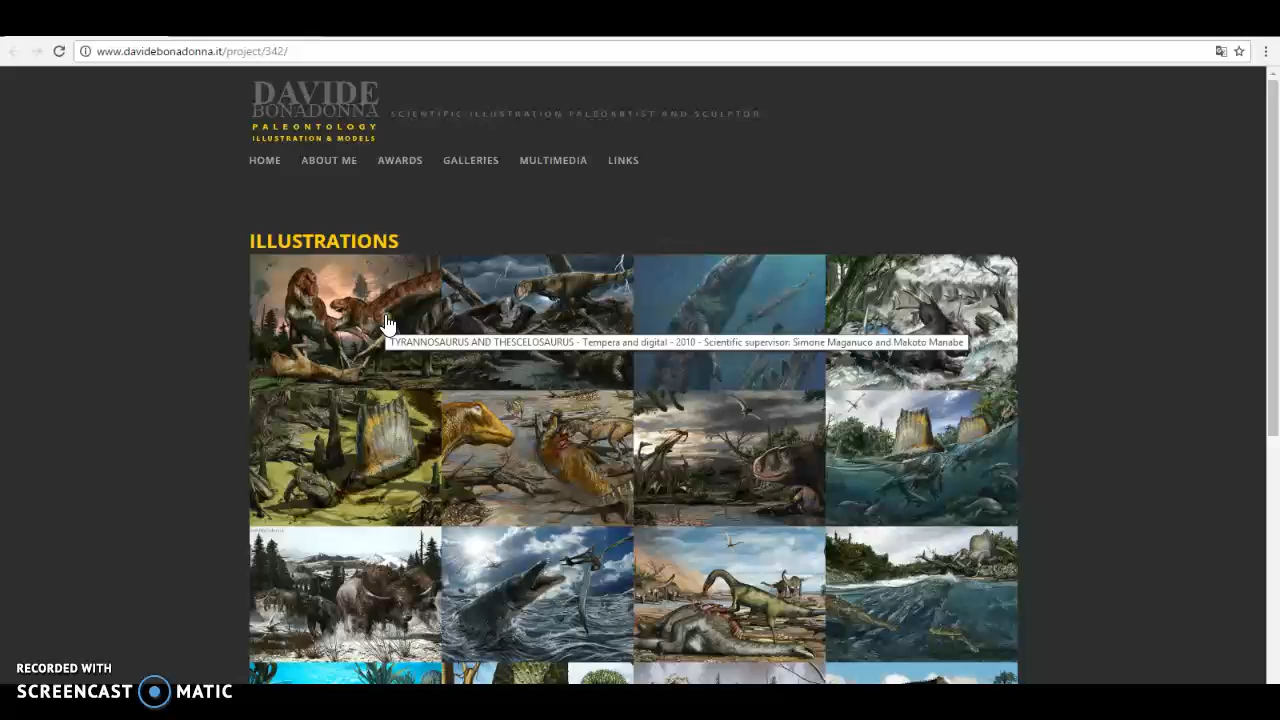 www.davidebonadonna.it/project/342/
DAVIDE
BONADONNA
PALEONTOLOGY
ILLUSTRATION & MODELS
SCIENTIFIC ILLUSTRATION PALEOARTIST AND SCULPTOR
HOME ABOUT ME AWARDS GALLERIES MULTIMEDIA LINKS
ILLUSTRATIONS
TYRANNOSAURUS AND THESCELOSAURUS - Tempera and digital - 2010 - Scientific supervisor: Simone Maganuco and Makoto Manabe
RECORDED WITH
SCREENCAST MATIC